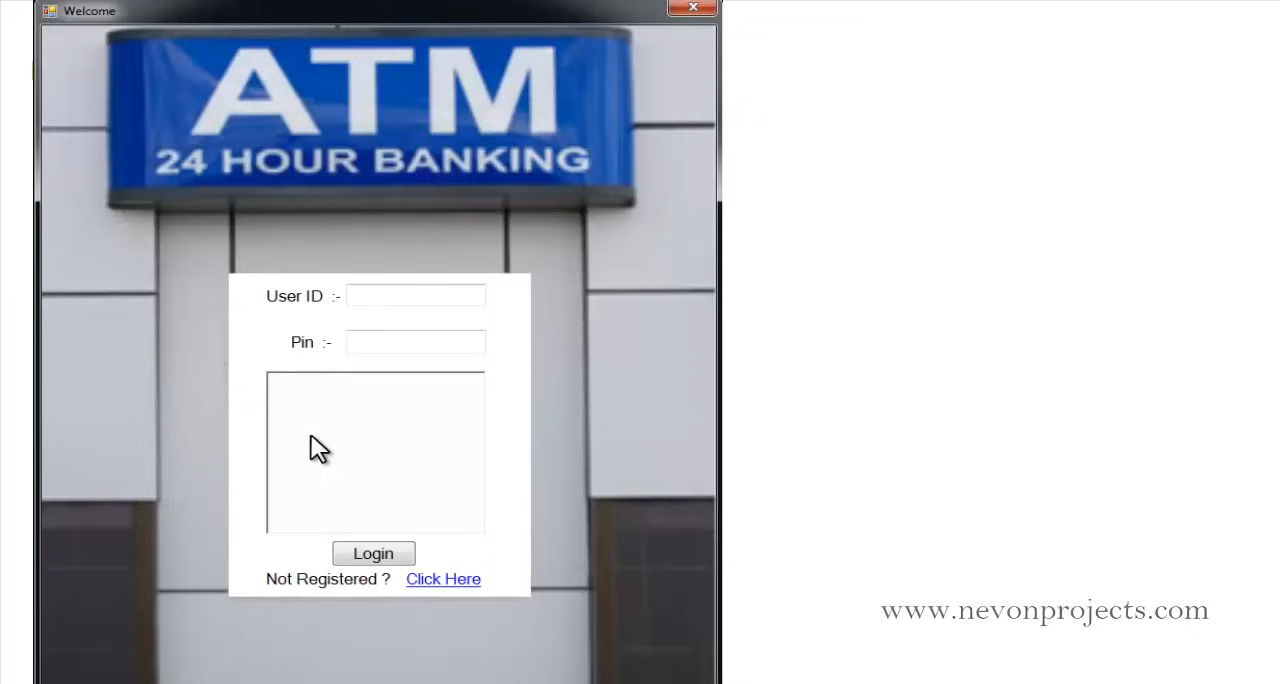 Welcome
ATM
24 HOUR BANKING
User ID :-
Pin :-
Login
Not Registered ? Click Here
www.nevonprojects.com